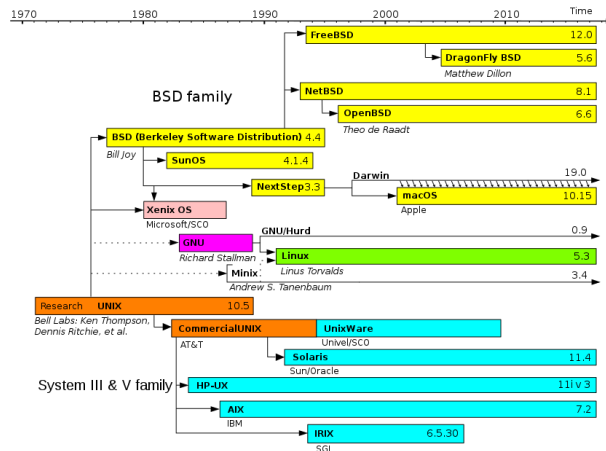 1970 1980 1990 2000 2010 Time
FreeBSD 12.0
DragonFly BSD 5.6
Matthew Dillon
BSD family
NetBSD 8.1
OpenBSD 6.6
Theo de Raadt
BSD (Berkeley Software Distribution) 4.4
Bill Joy
SunOS 4.1.4
Darwin 19.0
NextStep 3.3
macOS 10.15
Apple
Xenix OS
Microsoft/SCO
GNU/Hurd 0.9
GNU
Richard Stallman
Linux 5.3
Linus Torvalds
Minix 3.4
Andrew S. Tanenbaum
Research UNIX 10.5
Bell Labs: Ken Thompson,
Dennis Ritchie, et al.
CommercialUNIX UnixWare
AT&T Univel/SCO
Solaris 11.4
Sun/Oracle
System III & V family
HP-UX 11i v 3
AIX 7.2
IBM
IRIX 6.5.30
SGI